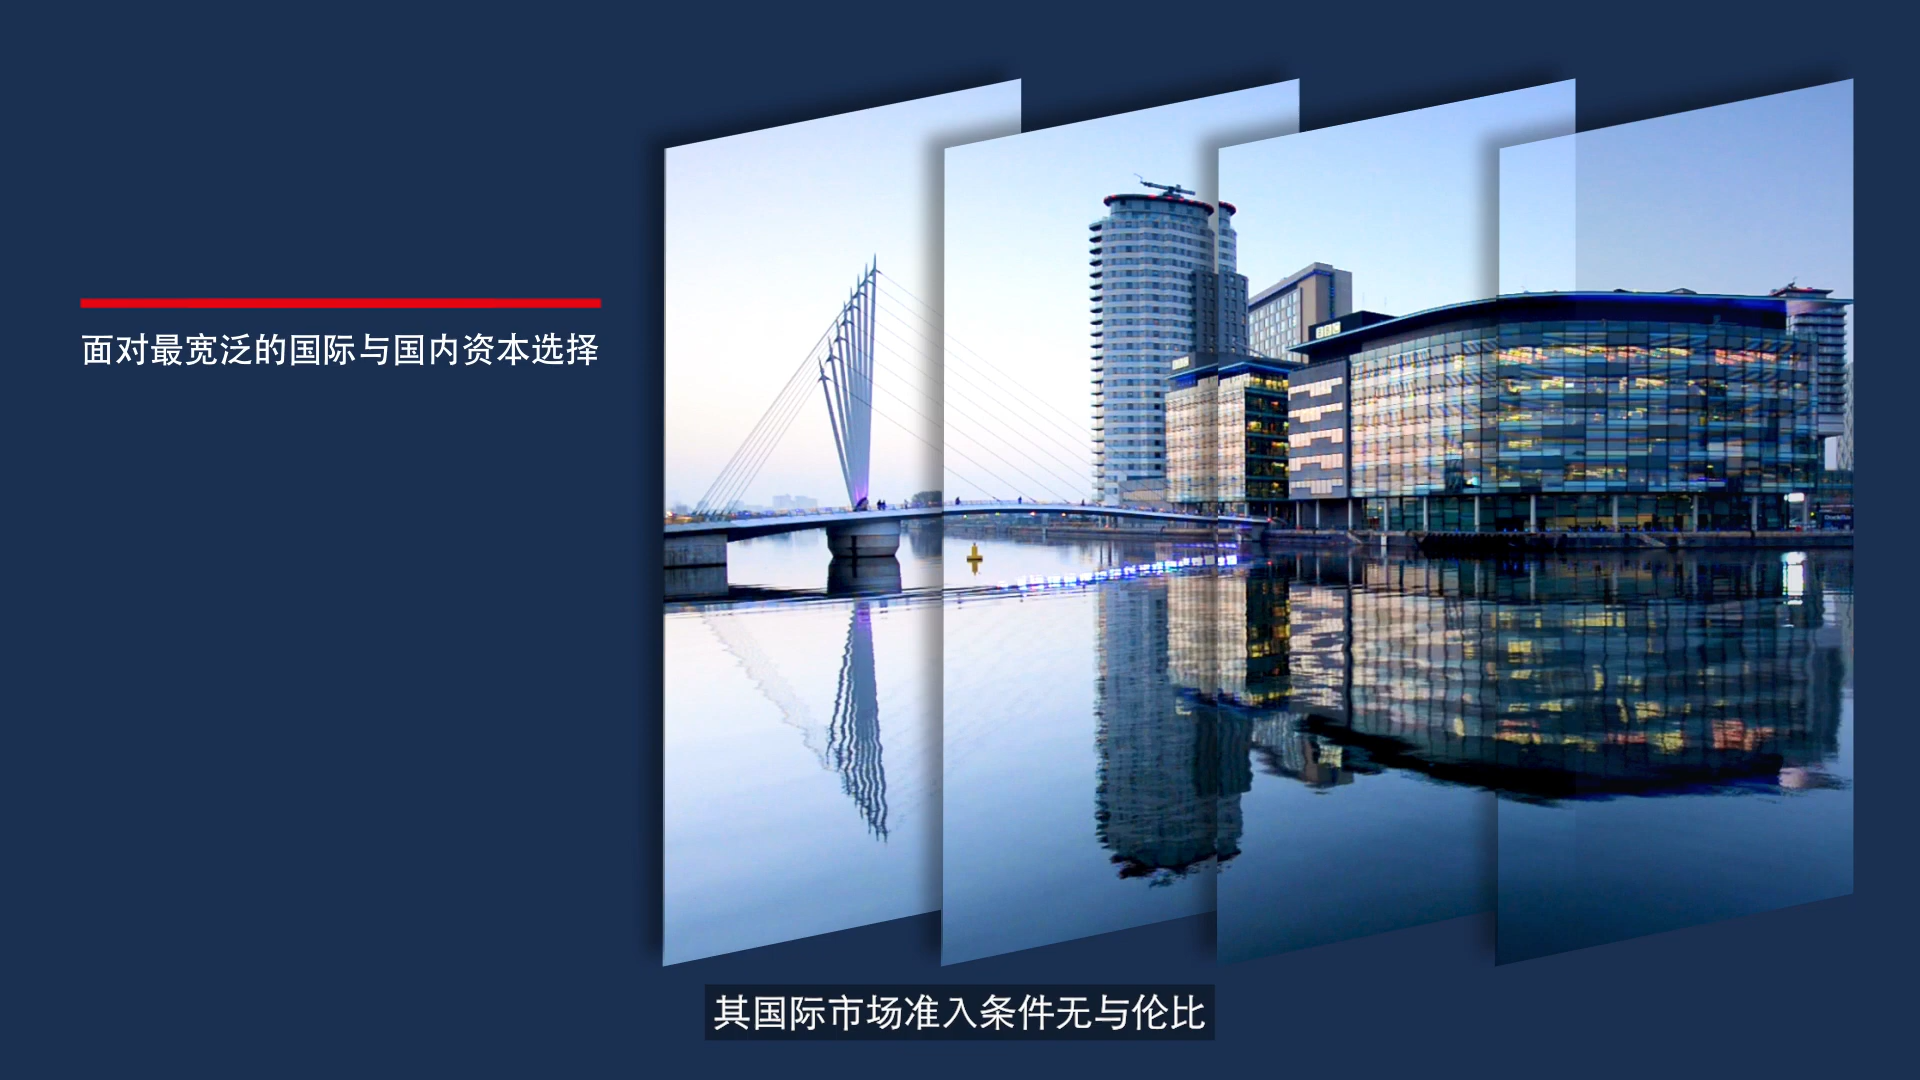 面对最宽泛的国际与国内资本选择
BBC
其国际市场准入条件无与伦比